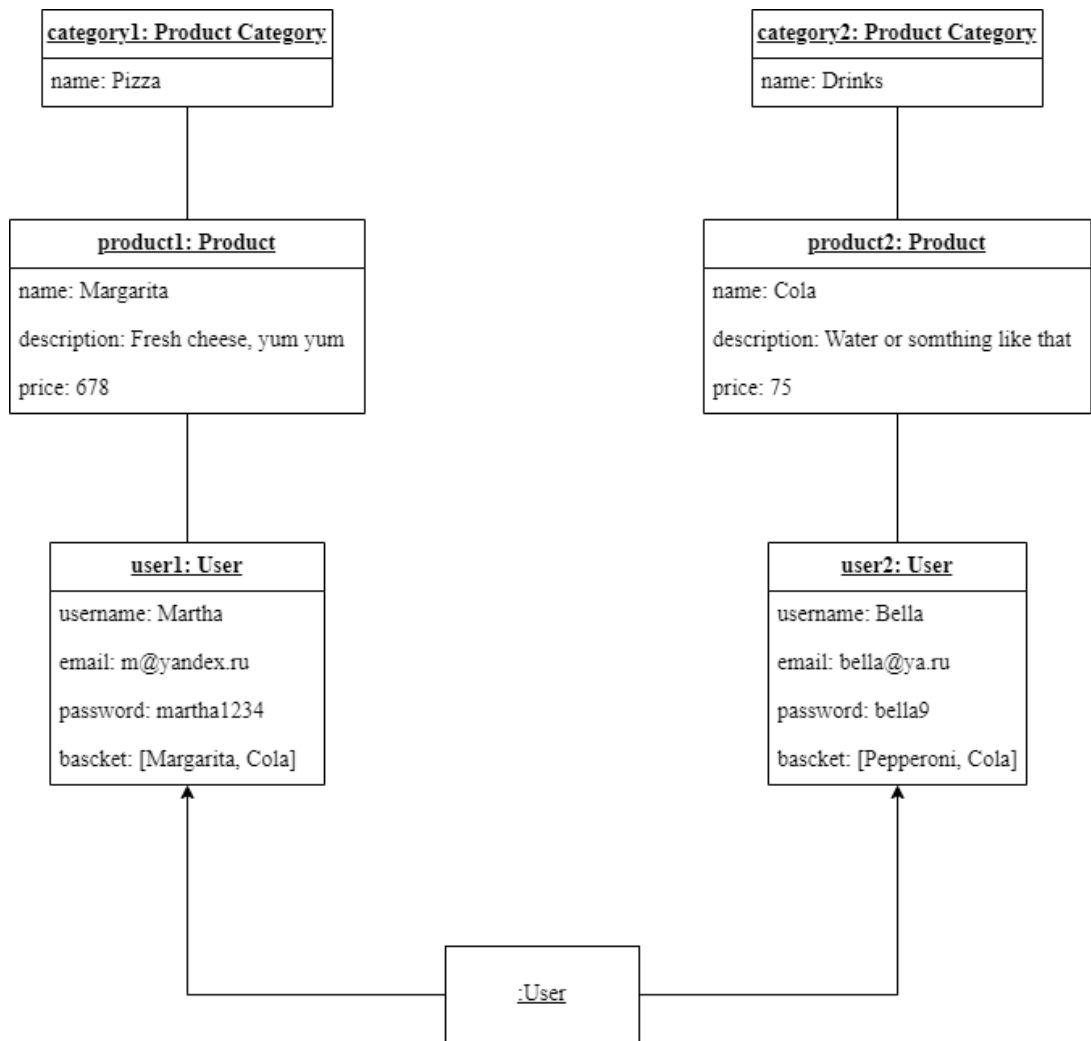 category1: Product Category
name: Pizza
category2: Product Category
name: Drinks
product1: Product
name: Margarita
description: Fresh cheese, yum yum
price: 678
product2: Product
name: Cola
description: Water or somthing like that
price: 75
user1: User
username: Martha
email: m@yandex.ru
password: martha1234
bascket: [Margarita, Cola]
user2: User
username: Bella
email: bella@ya.ru
password: bella9
bascket: [Pepperoni, Cola]
:User